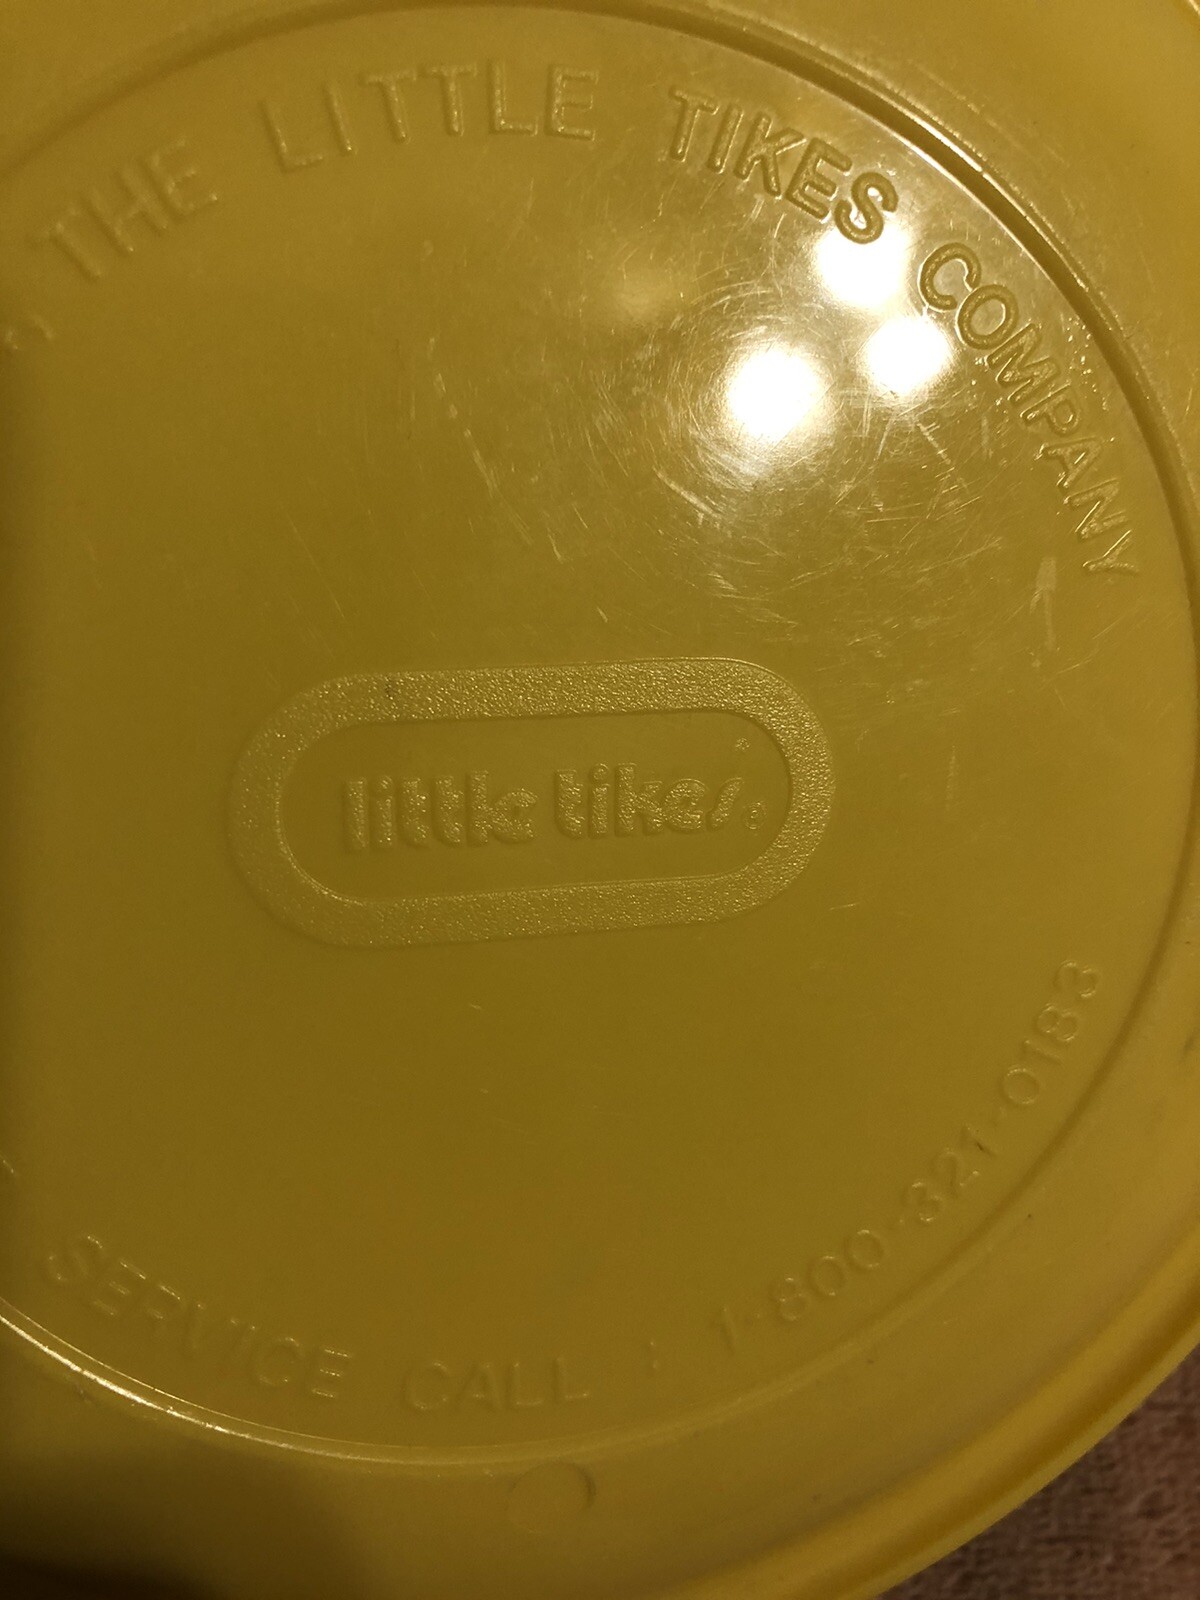 THE LITTLE TIKES COMPANY
little tikes®
SERVICE CALL : 1-800-321-0183